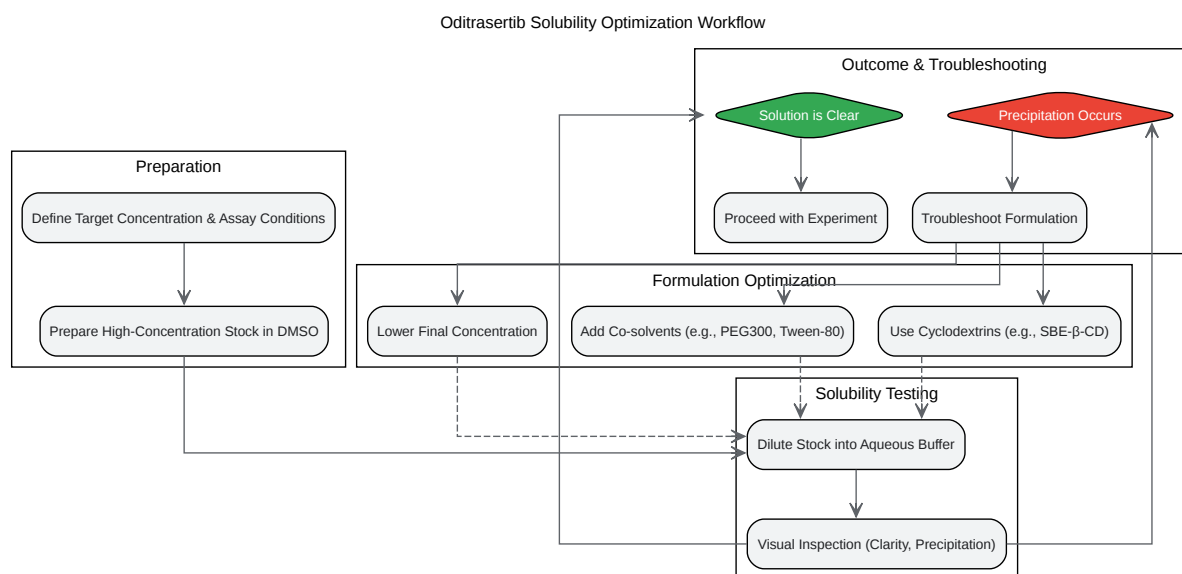 Oditrasertib Solubility Optimization Workflow
Outcome & Troubleshooting
Solution is Clear
Precipitation Occurs
Preparation
Define Target Concentration & Assay Conditions
Proceed with Experiment
Troubleshoot Formulation
Formulation Optimization
Prepare High-Concentration Stock in DMSO
Lower Final Concentration
Add Co-solvents (e.g., PEG300, Tween-80)
Use Cyclodextrins (e.g., SBE-β-CD)
Solubility Testing
Dilute Stock into Aqueous Buffer
Visual Inspection (Clarity, Precipitation)